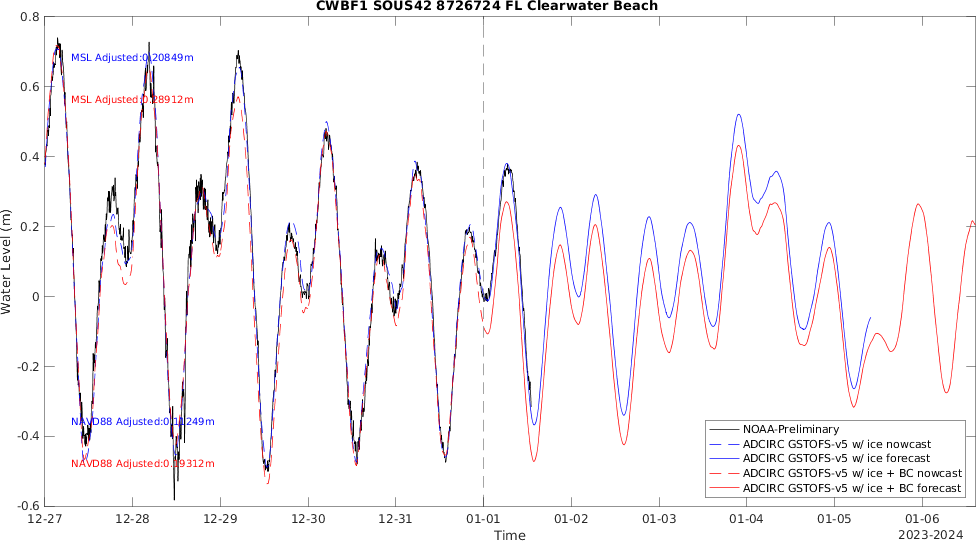 CWBF1 SOUS42 8726724 FL Clearwater Beach
0.8
0.6
0.4
0.2
0
-0.2
-0.4
-0.6
Water Level (m)
MSL Adjusted:0.20849m
MSL Adjusted:0.28912m
NAVD88 Adjusted:0.11249m
NAVD88 Adjusted:0.19312m
NOAA-Preliminary
ADCIRC GSTOFS-v5 w/ ice nowcast
ADCIRC GSTOFS-v5 w/ ice forecast
ADCIRC GSTOFS-v5 w/ ice + BC nowcast
ADCIRC GSTOFS-v5 w/ ice + BC forecast
12-27 12-28 12-29 12-30 12-31 01-01 01-02 01-03 01-04 01-05 01-06
Time
2023-2024